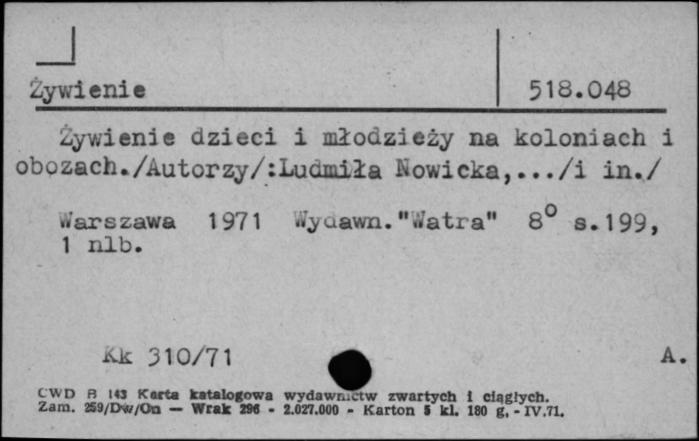 Żywienie 518.048
Żywienie dzieci i młodzieży na koloniach i
obozach./Autorzy/:Ludmiła Nowicka,.../i in./
Warszawa 1971 Wydawn."Watra" 8° s.199,
1 nlb.
Kk 310/71 A.
CWD B 143 Karta katalogowa wydawnictw zwartych i ciągłych.
Zam. 259/Dw/On — Wrak 296 - 2.027.000 - Karton 5 kl. 180 g. - IV.71.